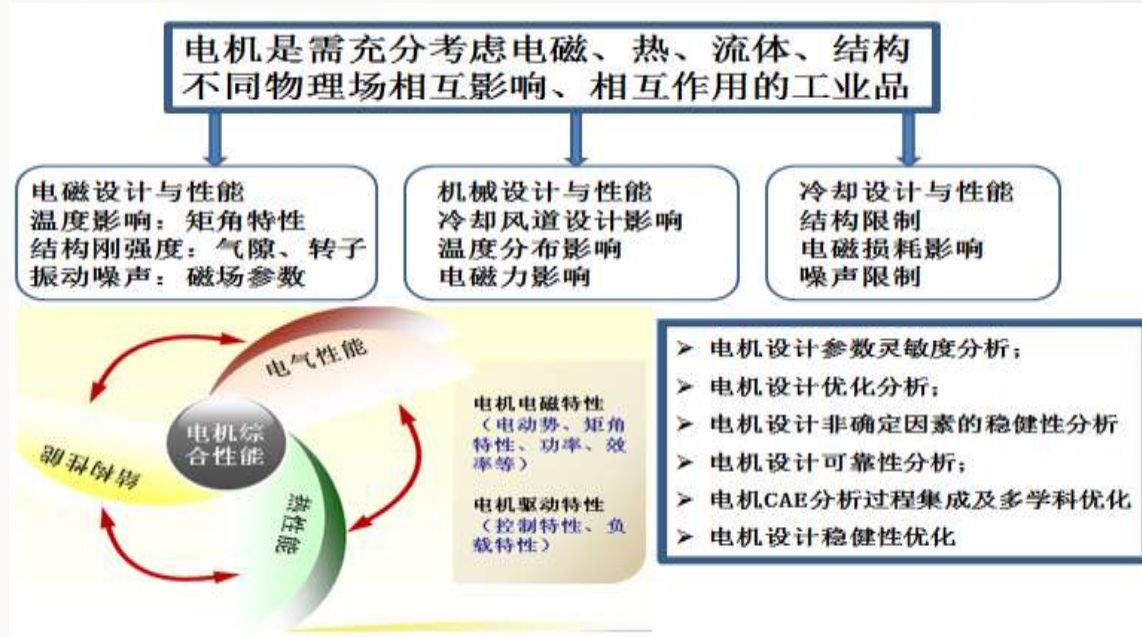 电机是需充分考虑电磁、热、流体、结构
不同物理场相互影响、相互作用的工业品
电磁设计与性能
温度影响：矩角特性
结构刚强度：气隙、转子
振动噪声：磁场参数
机械设计与性能
冷却风道设计影响
温度分布影响
电磁力影响
冷却设计与性能
结构限制
电磁损耗影响
噪声限制
电气性能
电机综
合性能
结构性能
热性能
电机电磁特性
（电动势、矩角
特性、功率、效
率等）
电机驱动特性
（控制特性、负
载特性）
➢ 电机设计参数灵敏度分析；
➢ 电机设计优化分析；
➢ 电机设计非确定因素的稳健性分析
➢ 电机设计可靠性分析；
➢ 电机CAE分析过程集成及多学科优化
➢ 电机设计稳健性优化